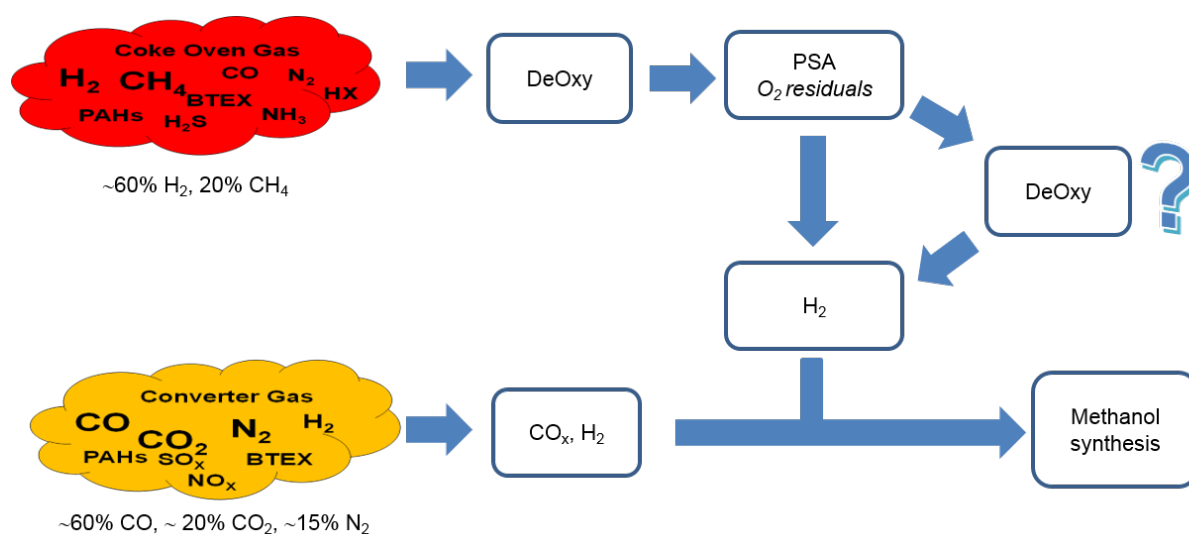 Coke Oven Gas
H₂ CH₄ CO N₂
BTEX HX
PAHs H₂S NH₃
~60% H₂, 20% CH₄
DeOxy
PSA
O₂ residuals
DeOxy
?
H₂
Converter Gas
CO CO₂ N₂ H₂
PAHs SOₓ BTEX
NOₓ
~60% CO, ~ 20% CO₂, ~15% N₂
COₓ, H₂
Methanol
synthesis